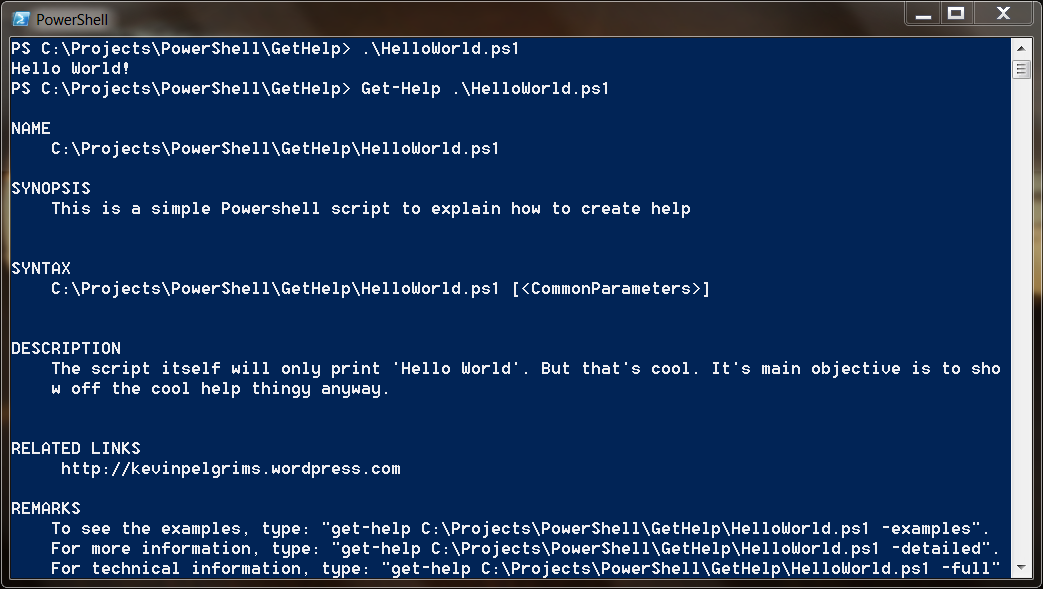 PowerShell
PS C:\Projects\PowerShell\GetHelp> .\HelloWorld.ps1
Hello World!
PS C:\Projects\PowerShell\GetHelp> Get-Help .\HelloWorld.ps1
NAME
C:\Projects\PowerShell\GetHelp\HelloWorld.ps1
SYNOPSIS
This is a simple Powershell script to explain how to create help
SYNTAX
C:\Projects\PowerShell\GetHelp\HelloWorld.ps1 [<CommonParameters>]
DESCRIPTION
The script itself will only print 'Hello World'. But that's cool. It's main objective is to sho
w off the cool help thingy anyway.
RELATED LINKS
http://kevinpelgrims.wordpress.com
REMARKS
To see the examples, type: "get-help C:\Projects\PowerShell\GetHelp\HelloWorld.ps1 -examples".
For more information, type: "get-help C:\Projects\PowerShell\GetHelp\HelloWorld.ps1 -detailed".
For technical information, type: "get-help C:\Projects\PowerShell\GetHelp\HelloWorld.ps1 -full"